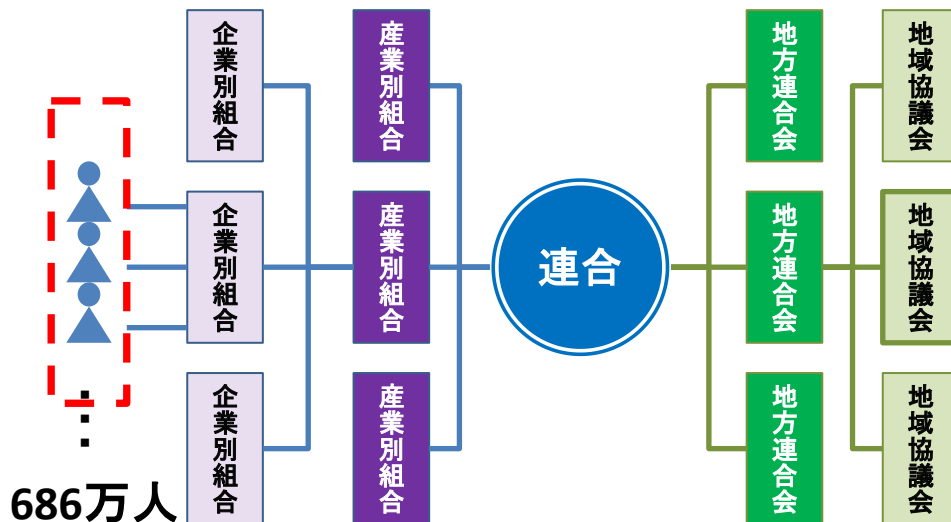 企業別組合
産業別組合
地方連合会
地域協議会
企業別組合
産業別組合
連合
地方連合会
地域協議会
企業別組合
産業別組合
地方連合会
地域協議会
686万人